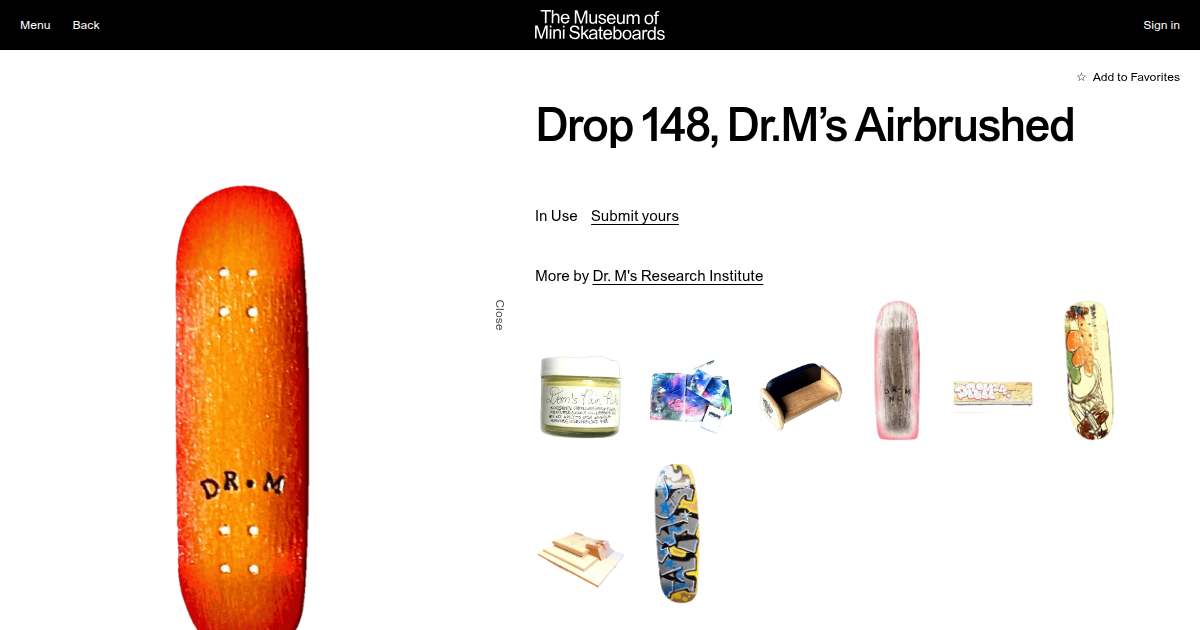 Menu
Back
The Museum of
Mini Skateboards
Sign in
☆ Add to Favorites
Drop 148, Dr.M’s Airbrushed
In Use
Submit yours
More by Dr. M's Research Institute
Close
DR•M